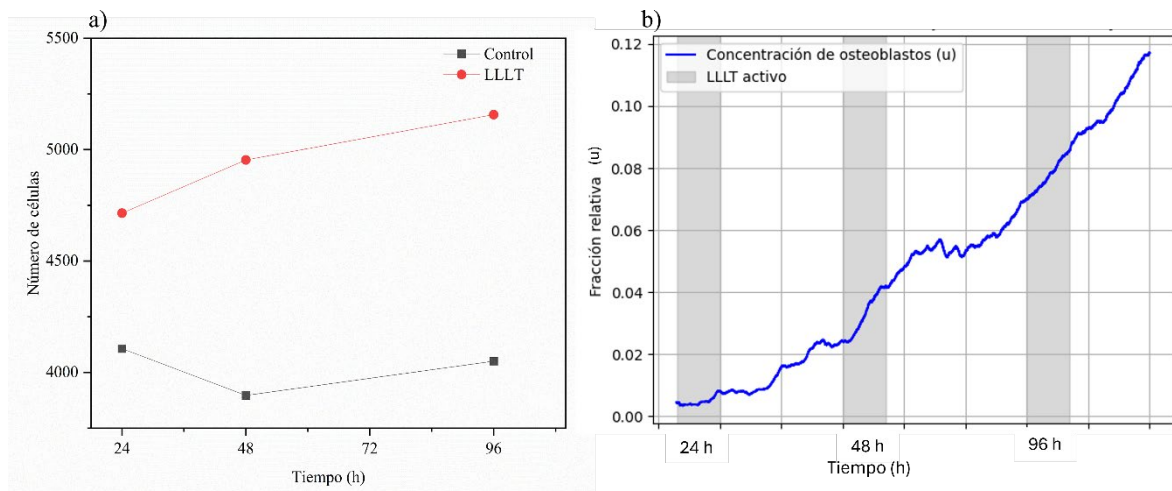 a)
5500
5000
4500
4000
Número de células
Control
LLLT
24
48
72
96
Tiempo (h)
b)
0.12
0.10
0.08
0.06
0.04
0.02
0.00
Fracción relativa (u)
Concentración de osteoblastos (u)
LLLT activo
24 h
48 h
96 h
Tiempo (h)